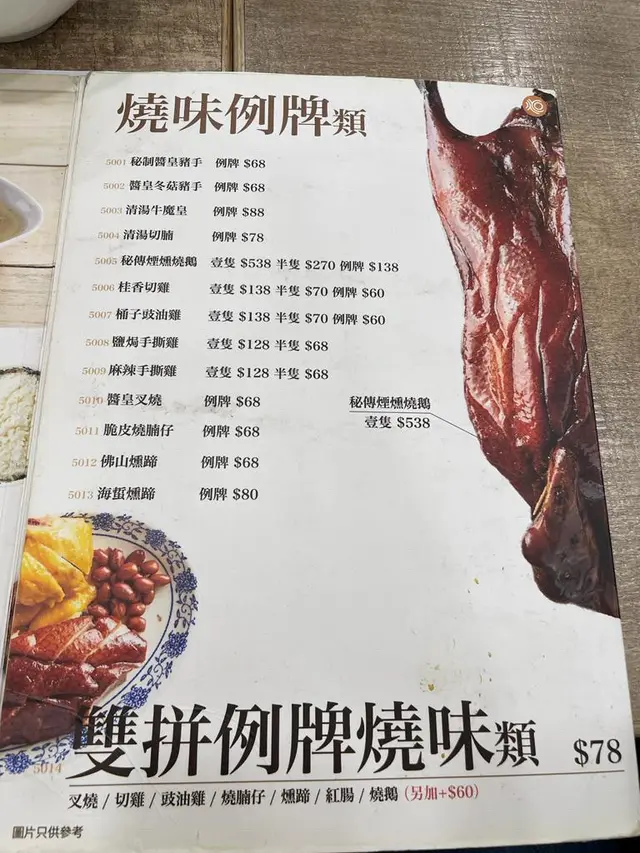 燒味例牌類
5001 秘制醬皇豬手 例牌 $68
5002 醬皇冬菇豬手 例牌 $68
5003 清湯牛魔皇 例牌 $88
5004 清湯切腩 例牌 $78
5005 秘傳煙燻燒鵝 壹隻 $538 半隻 $270 例牌 $138
5006 桂香切雞 壹隻 $138 半隻 $70 例牌 $60
5007 桶子豉油雞 壹隻 $138 半隻 $70 例牌 $60
5008 鹽焗手撕雞 壹隻 $128 半隻 $68
5009 麻辣手撕雞 壹隻 $128 半隻 $68
5010 醬皇叉燒 例牌 $68
5011 脆皮燒腩仔 例牌 $68
5012 佛山燻蹄 例牌 $68
5013 海蜇燻蹄 例牌 $80
秘傳煙燻燒鵝
壹隻 $538
5014 雙拼例牌燒味類 $78
叉燒 / 切雞 / 豉油雞 / 燒腩仔 / 燻蹄 / 紅腸 / 燒鵝 (另加+$60)
圖片只供參考